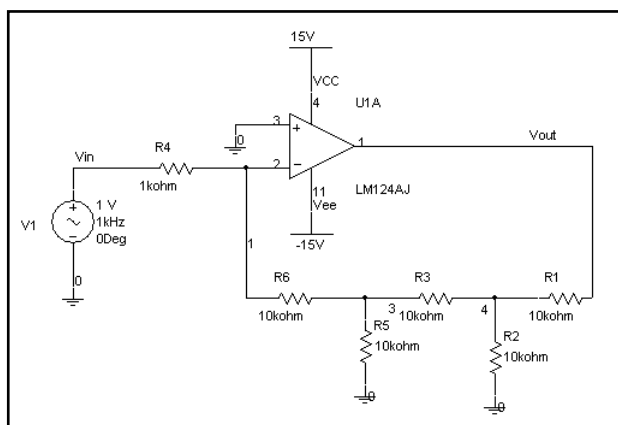 15V
VCC
4
U1A
3
0
1
Vout
Vin
R4
2
1kohm
11
LM124AJ
Vee
V1
1 V
1kHz
0Deg
-15V
1
0
R6
R3
R1
10kohm
3
10kohm
4
10kohm
R5
10kohm
R2
10kohm
0
0